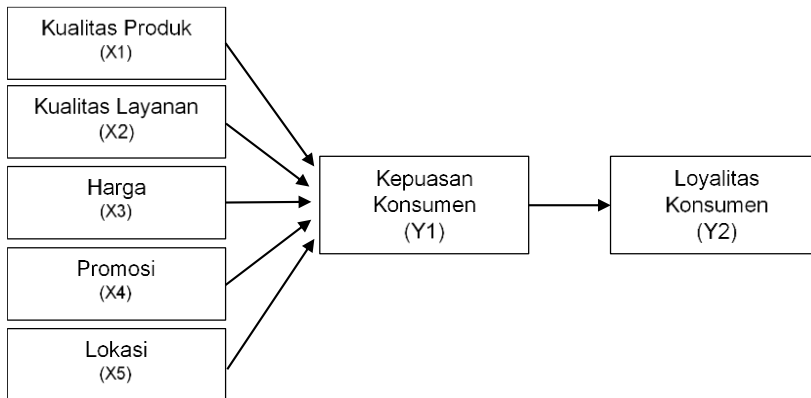 Kualitas Produk
(X1)
Kualitas Layanan
(X2)
Harga
(X3)
Promosi
(X4)
Lokasi
(X5)
Kepuasan
Konsumen
(Y1)
Loyalitas
Konsumen
(Y2)